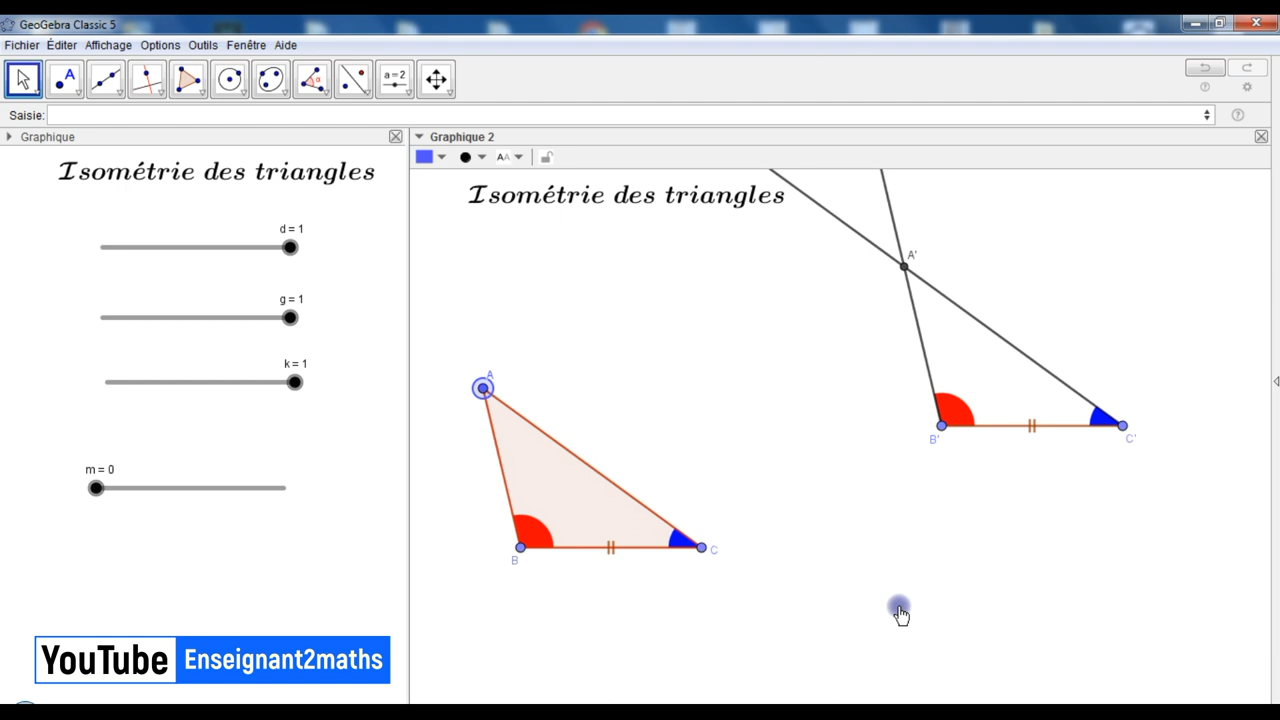 GeoGebra Classic 5
Fichier Éditer Affichage Options Outils Fenêtre Aide
A
α
a = 2
Saisie:
Graphique
Graphique 2
AA
Isométrie des triangles
Isométrie des triangles
d = 1
g = 1
k = 1
m = 0
A'
B'
C'
A
B
C
YouTube Enseignant2maths